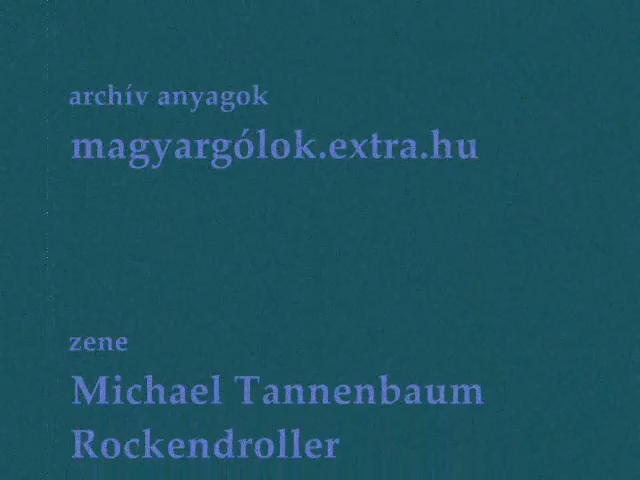 archív anyagok
magyargólok.extra.hu
zene
Michael Tannenbaum
Rockendroller